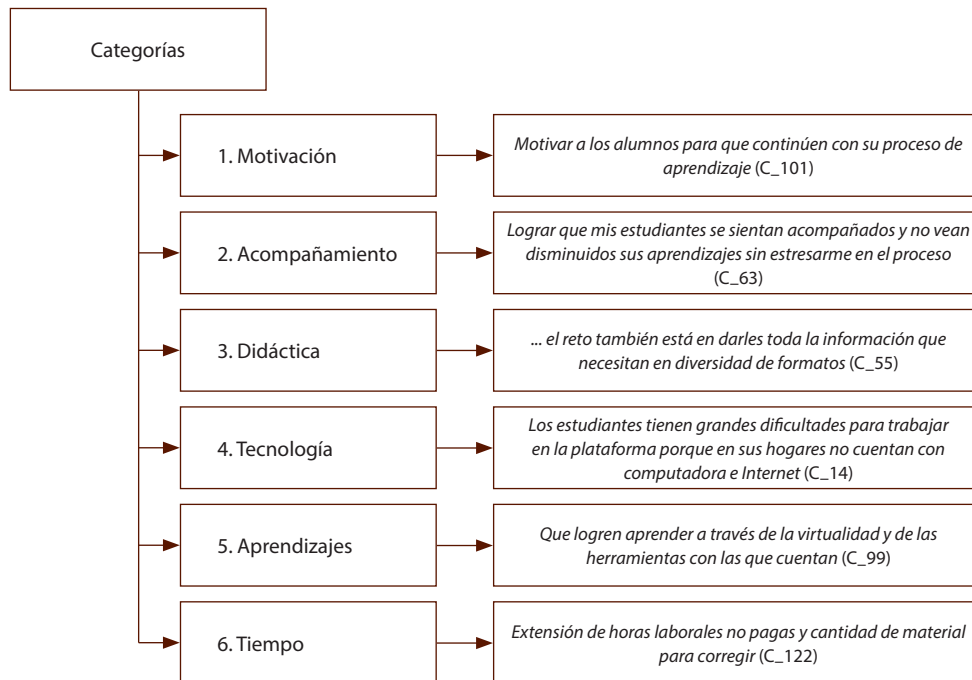 Categorías
1. Motivación
Motivar a los alumnos para que continúen con su proceso de
aprendizaje (C_101)
2. Acompañamiento
Lograr que mis estudiantes se sientan acompañados y no vean
disminuidos sus aprendizajes sin estresarme en el proceso
(C_63)
3. Didáctica
... el reto también está en darles toda la información que
necesitan en diversidad de formatos (C_55)
4. Tecnología
Los estudiantes tienen grandes dificultades para trabajar
en la plataforma porque en sus hogares no cuentan con
computadora e Internet (C_14)
5. Aprendizajes
Que logren aprender a través de la virtualidad y de las
herramientas con las que cuentan (C_99)
6. Tiempo
Extensión de horas laborales no pagas y cantidad de material
para corregir (C_122)